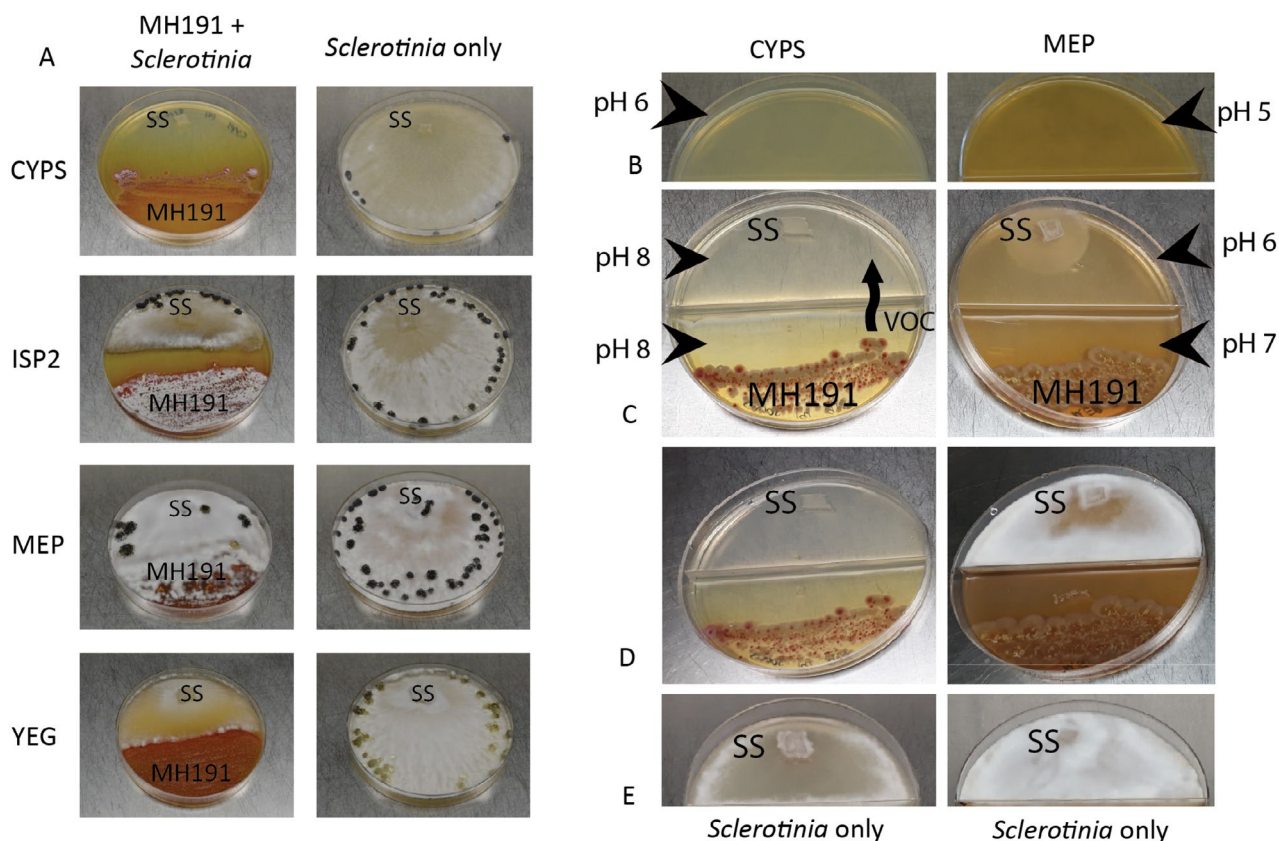 A
MH191 +
Sclerotinia
Sclerotinia only
CYPS
SS
MH191
SS
ISP2
SS
MH191
SS
MEP
SS
MH191
SS
YEG
SS
MH191
SS
CYPS
MEP
pH 6
pH 5
B
SS
SS
pH 8
pH 6
VOC
pH 8
pH 7
MH191
MH191
C
SS
SS
D
SS
SS
E
Sclerotinia only
Sclerotinia only